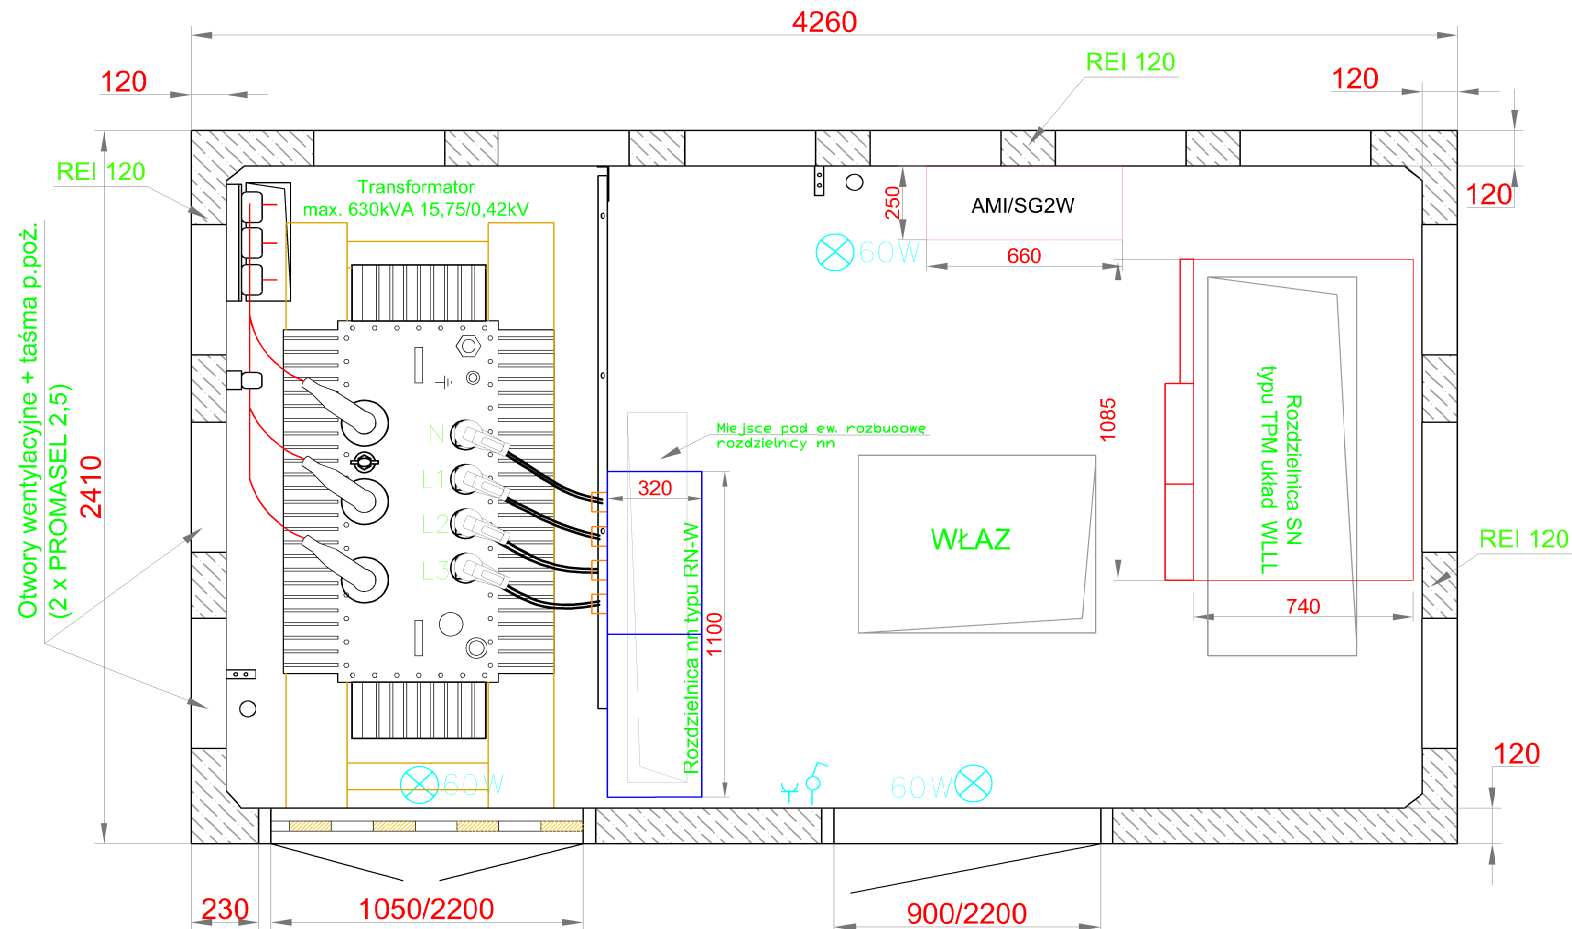 4260
120
REI 120
120
REI 120
120
Transformator
max. 630kVA 15,75/0,42kV
250
AMI/SG2W
660
60W
Otwory wentylacyjne + taśma p.poż.
(2 x PROMASEL 2,5)
2410
N
L1
L2
L3
Miejsce pod ew. rozbudowę
rozdzielnicy nn
320
Rozdzielnica nn typu RN-W
1100
WŁAZ
1085
Rozdzielnica SN
typu TPM układ WLLL
740
REI 120
60W
60W
120
230
1050/2200
900/2200